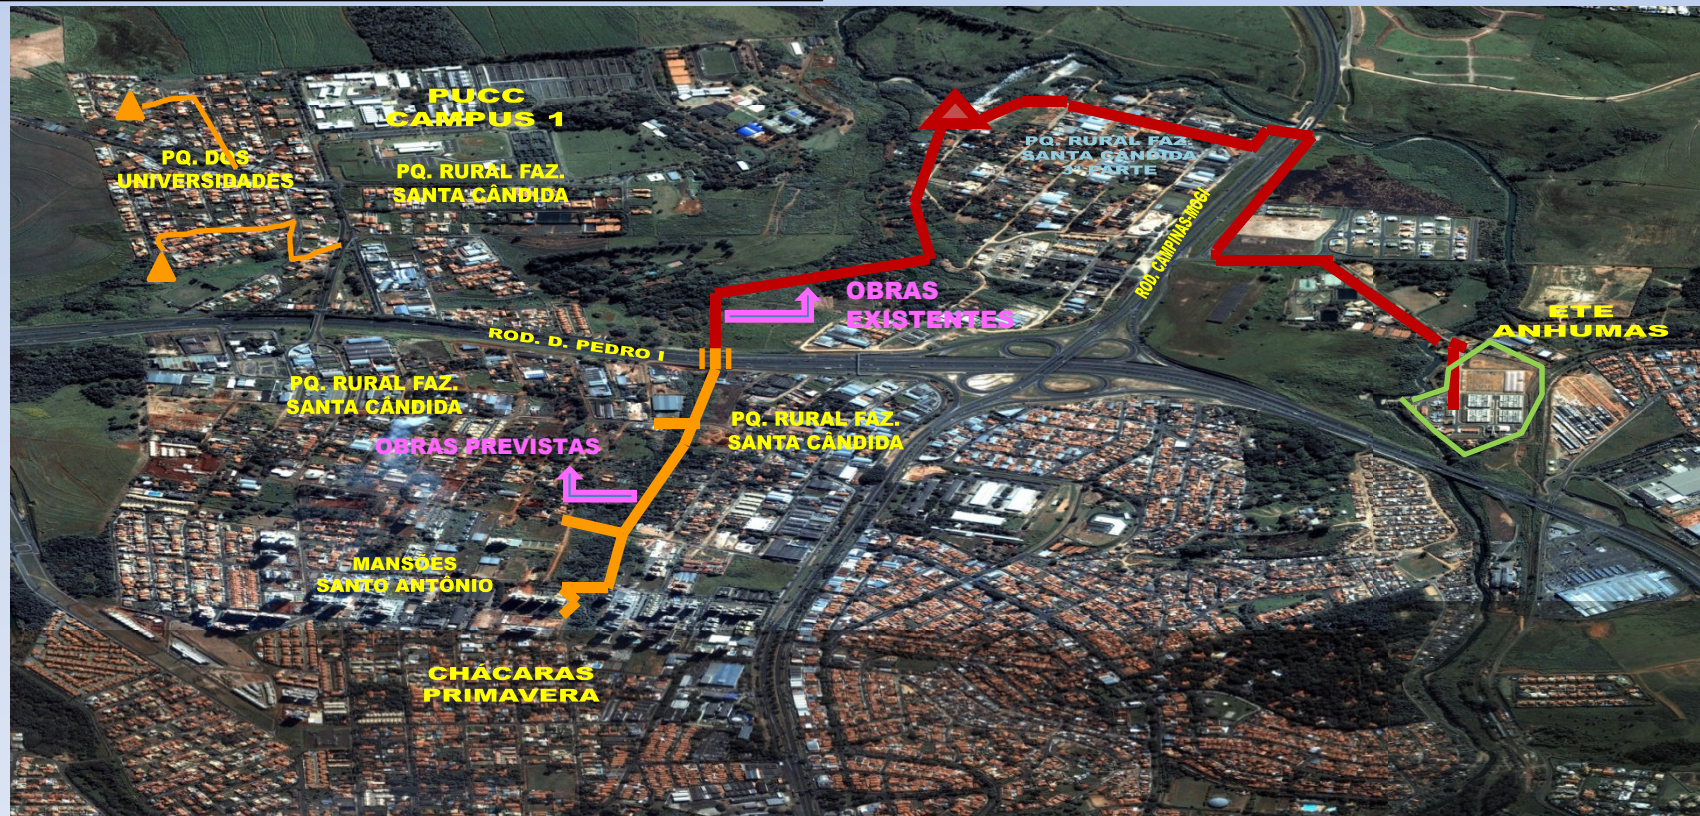 PUCC
CAMPUS 1
PQ. DOS
UNIVERSIDADES
PQ. RURAL FAZ.
SANTA CÂNDIDA
PQ. RURAL FAZ.
SANTA CÂNDIDA
3ª PARTE
ROD. CAMPINAS-MOGI
OBRAS
EXISTENTES
ETE
ANHUMAS
ROD. D. PEDRO I
PQ. RURAL FAZ.
SANTA CÂNDIDA
PQ. RURAL FAZ.
SANTA CÂNDIDA
OBRAS PREVISTAS
MANSÕES
SANTO ANTÔNIO
CHÁCARAS
PRIMAVERA